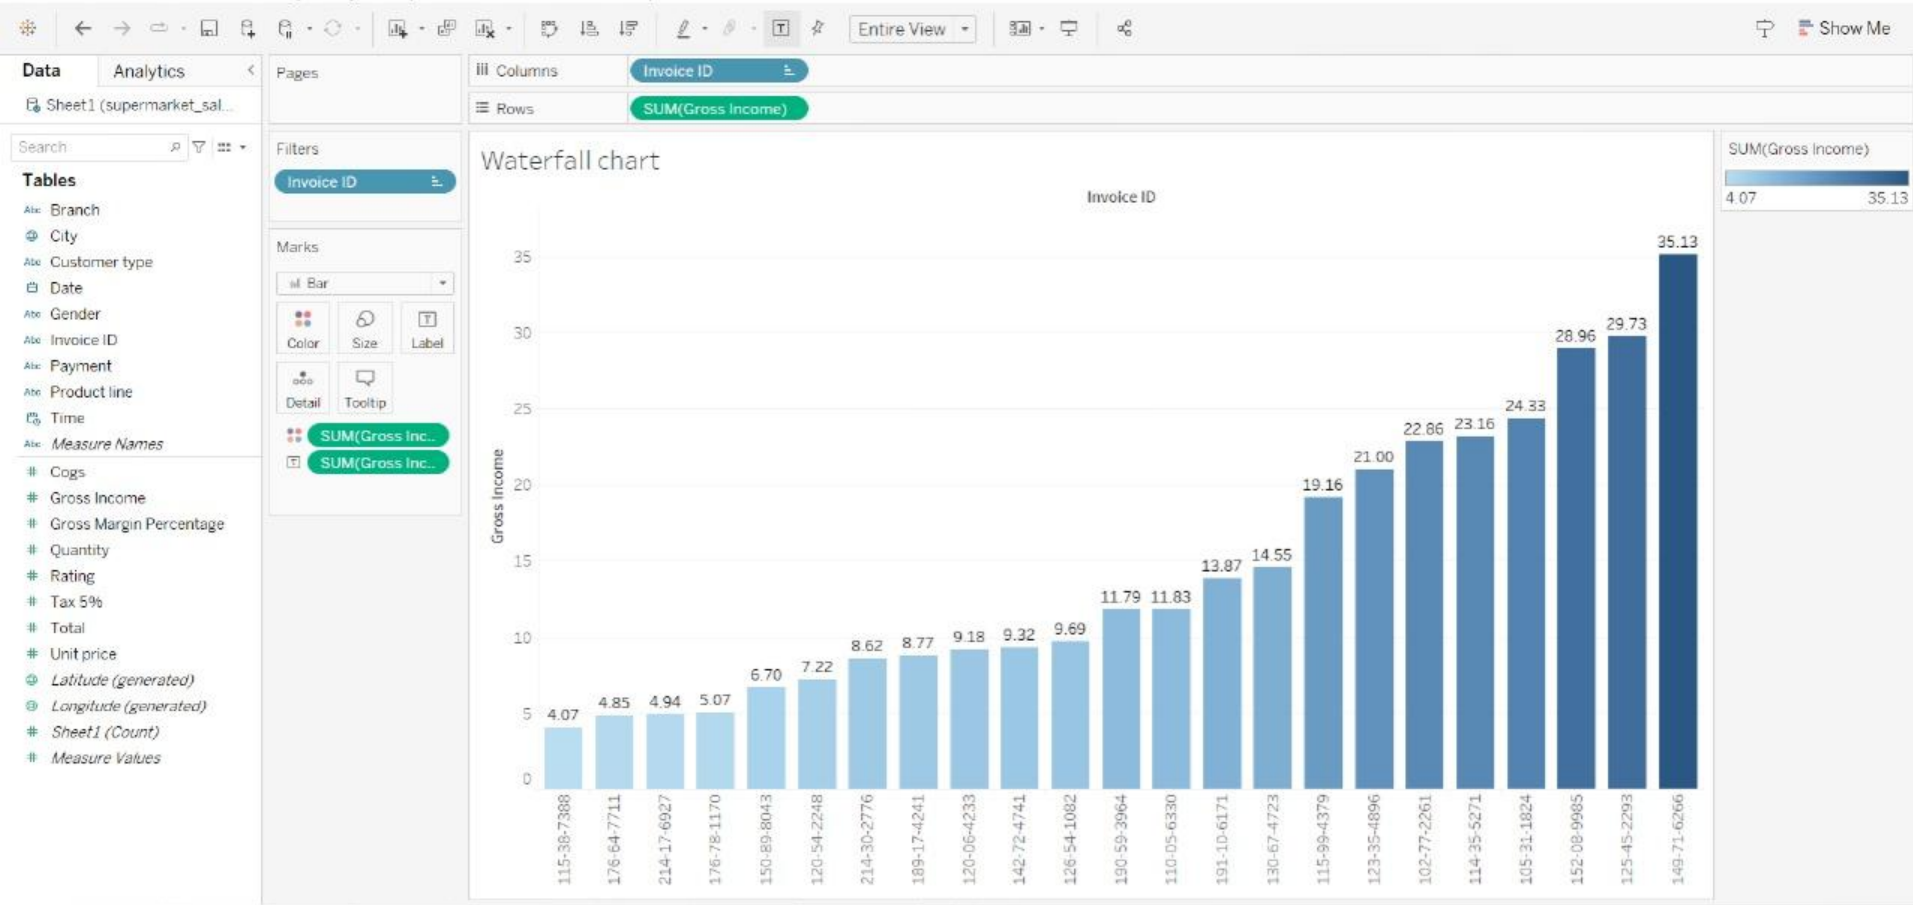 Entire View
Show Me
Data
Analytics
Sheet1 (supermarket_sal...
Search
Tables
Abc Branch
City
Abc Customer type
Date
Abc Gender
Abc Invoice ID
Abc Payment
Abc Product line
Time
Abc Measure Names
# Cogs
# Gross Income
# Gross Margin Percentage
# Quantity
# Rating
# Tax 5%
# Total
# Unit price
Latitude (generated)
Longitude (generated)
# Sheet1 (Count)
# Measure Values
Pages
Filters
Invoice ID
Marks
Bar
Color
Size
Label
Detail
Tooltip
SUM(Gross Inc..
SUM(Gross Inc..
Columns
Invoice ID
Rows
SUM(Gross Income)
Waterfall chart
Invoice ID
Gross Income
35
30
25
20
15
10
5
0
4.07
4.85
4.94
5.07
6.70
7.22
8.62
8.77
9.18
9.32
9.69
11.79
11.83
13.87
14.55
19.16
21.00
22.86
23.16
24.33
28.96
29.73
35.13
115-38-7388
176-64-7711
214-17-6927
176-78-1170
150-89-8043
120-54-2248
214-30-2776
189-17-4241
120-06-4233
142-72-4741
126-54-1082
190-59-3964
110-05-6330
191-10-6171
130-67-4723
115-99-4379
123-35-4896
102-77-2261
114-35-5271
105-31-1824
152-08-9985
125-45-2293
149-71-6266
SUM(Gross Income)
4.07
35.13